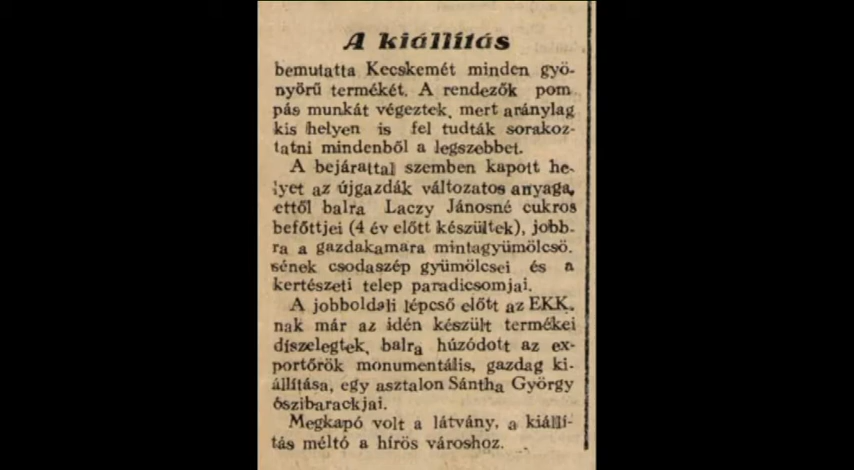 A kiállítás
bemutatta Kecskemét minden gyö-
nyörű termékét. A rendezők pom
pás munkát végeztek, mert aránylag
kis helyen is fel tudták sorakoz-
tatni mindenből a legszebbet.
A bejárattal szemben kapott he-
lyet az újgazdák változatos anyaga,
ettől balra Laczy Jánosné cukros
befőttjei (4 év előtt készültek), jobb-
ra a gazdakamara mintagyümölcsö.
sének csodaszép gyümölcsei és a
kertészeti telep paradicsomjai.
A jobboldali lépcső előtt az EKK.
nak már az idén készült termékei
díszelegtek, balra húzódott az ex-
portőrök monumentális, gazdag ki-
állítása, egy asztalon Sántha György
őszibarackjai.
Megkapó volt a látvány, a kiállí-
tás méltó a hírös városhoz.